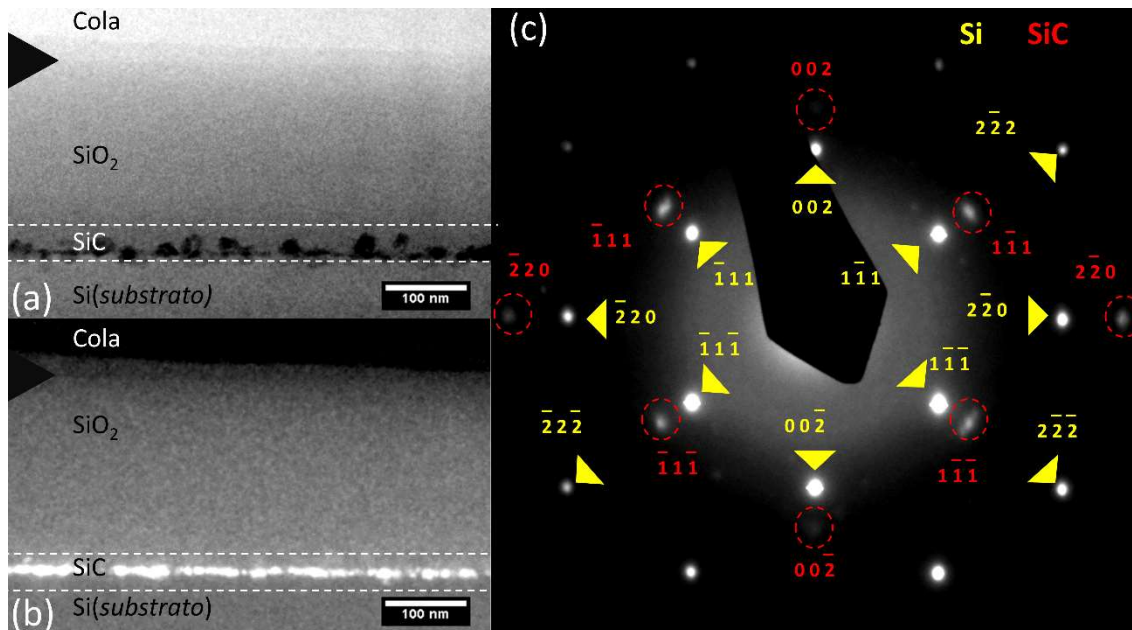 Cola
SiO₂
SiC
Si(substrato)
100 nm
(a)
Cola
SiO₂
SiC
Si(substrato)
100 nm
(b)
(c)
Si SiC
0 0 2
2 2̅ 2
0 0 2
1̅ 1 1
1 1̅ 1
1̅ 1 1
1 1̅ 1
2̅ 2 0
2 2̅ 0
2̅ 2 0
2 2̅ 0
1̅ 1 1̅
1 1̅ 1̅
2̅ 2 2̅
0 0 2̅
2 2̅ 2̅
1̅ 1 1̅
1 1̅ 1̅
0 0 2̅